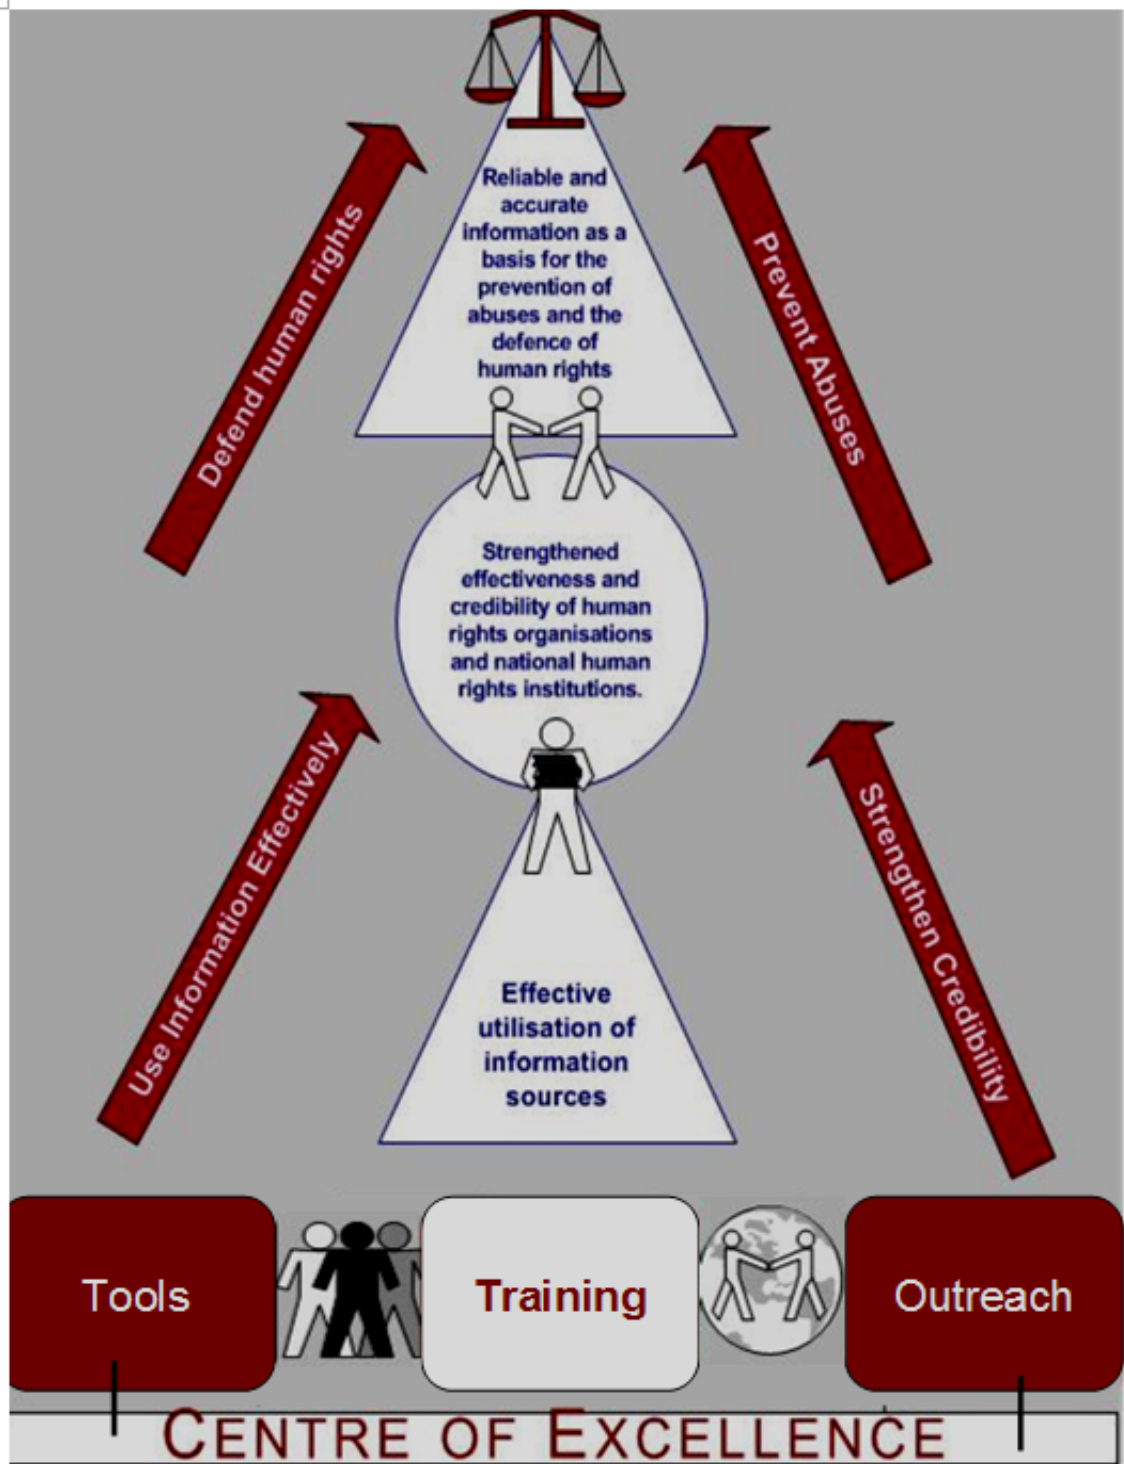 Reliable and
accurate
information as a
basis for the
prevention of
abuses and the
defence of
human rights
Defend human rights
Prevent Abuses
Strengthened
effectiveness and
credibility of human
rights organisations
and national human
rights institutions.
Use Information Effectively
Strengthen Credibility
Effective
utilisation of
information
sources
Tools
Training
Outreach
CENTRE OF EXCELLENCE